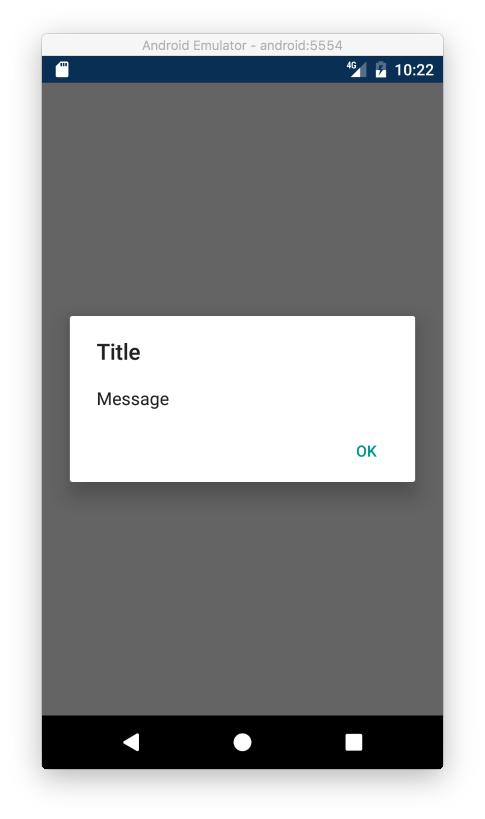 Android Emulator - android:5554
4G 10:22
Title
Message
OK